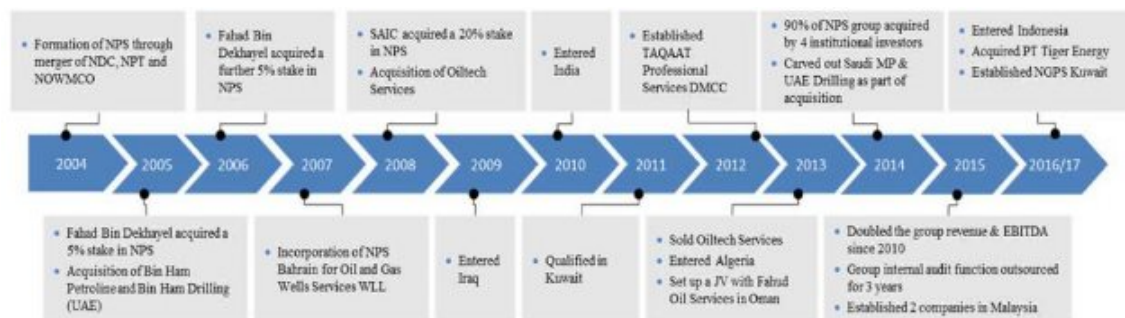 Formation of NPS through
merger of NDC, NPT and
NOWMCO
Fahad Bin
Dekhayel acquired a
further 5% stake in
NPS
SAIC acquired a 20% stake
in NPS
Acquisition of Oiltech
Services
Entered
India
Established
TAQAAT
Professional
Services DMCC
90% of NPS group acquired
by 4 institutional investors
Carved out Saudi MP &
UAE Drilling as part of
acquisition
Entered Indonesia
Acquired PT Tiger Energy
Established NGPS Kuwait
2004
2005
2006
2007
2008
2009
2010
2011
2012
2013
2014
2015
2016/17
Fahad Bin Dekhayel acquired a
5% stake in NPS
Acquisition of Bin Ham
Petroline and Bin Ham Drilling
(UAE)
Incorporation of NPS
Bahrain for Oil and Gas
Wells Services WLL
Entered
Iraq
Qualified in
Kuwait
Sold Oiltech Services
Entered Algeria
Set up a JV with Fahud
Oil Services in Oman
Doubled the group revenue & EBITDA
since 2010
Group internal audit function outsourced
for 3 years
Established 2 companies in Malaysia